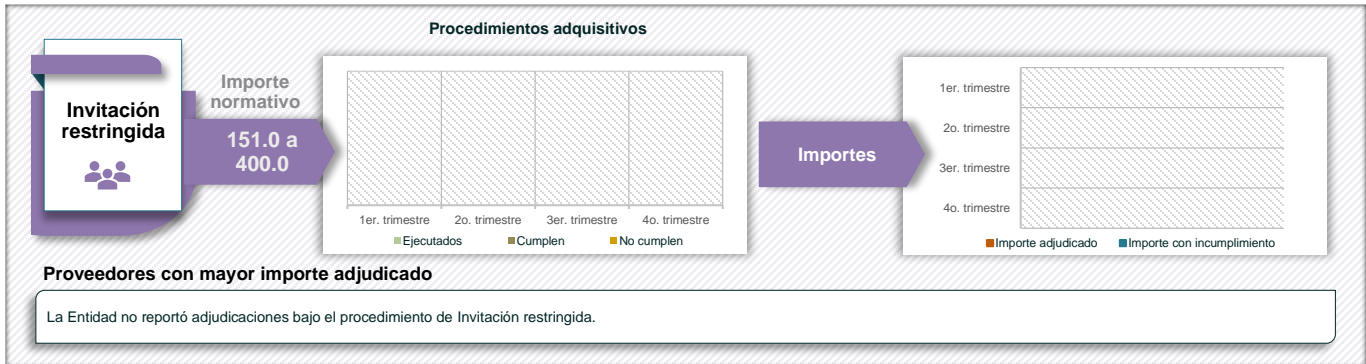 Procedimientos adquisitivos
Invitación
restringida
Importe
normativo
151.0 a
400.0
1er. trimestre
2o. trimestre
3er. trimestre
4o. trimestre
Ejecutados
Cumplen
No cumplen
Importes
1er. trimestre
2o. trimestre
3er. trimestre
4o. trimestre
Importe adjudicado
Importe con incumplimiento
Proveedores con mayor importe adjudicado
La Entidad no reportó adjudicaciones bajo el procedimiento de Invitación restringida.